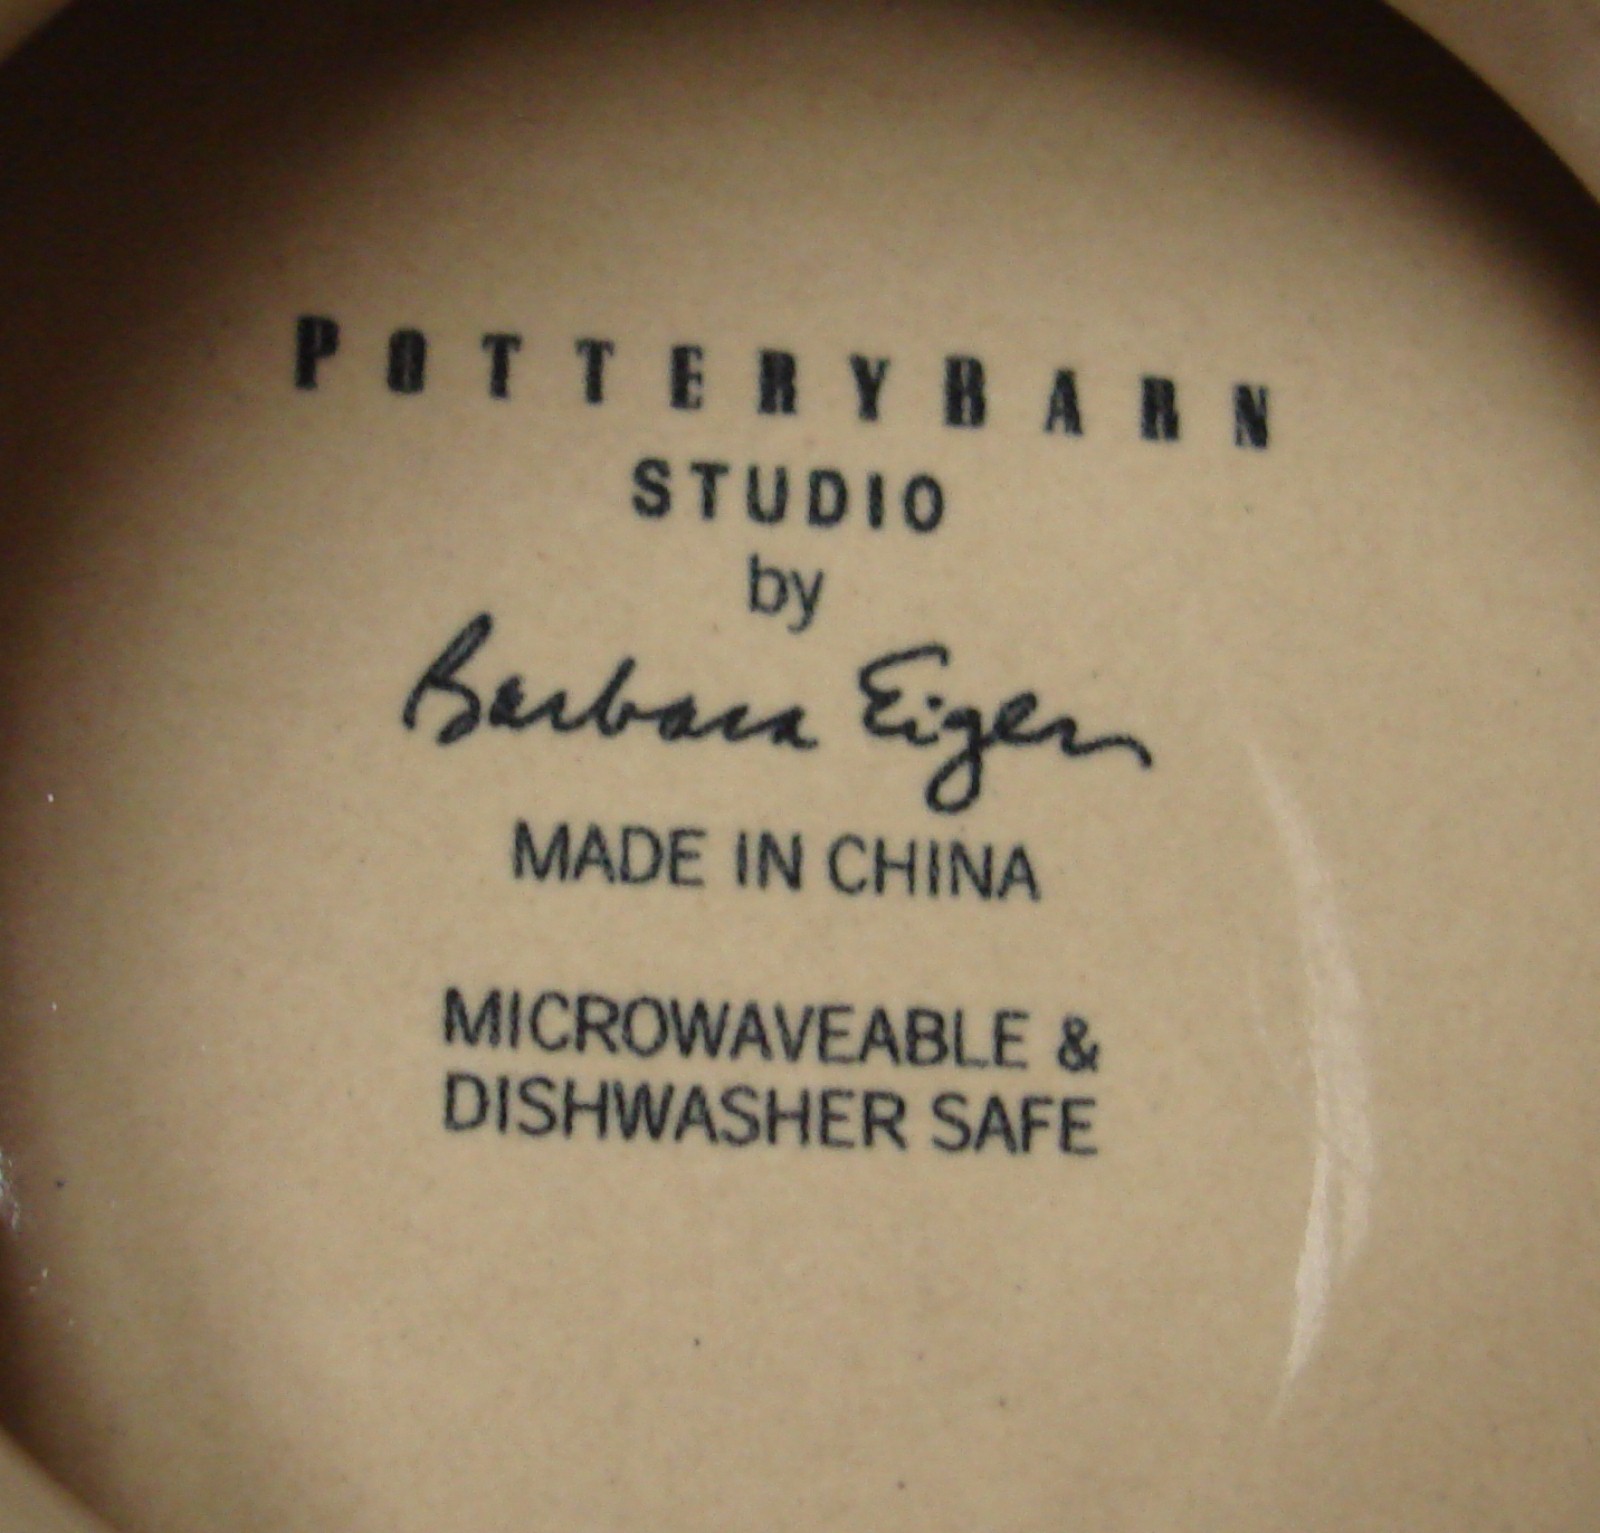 POTTERYBARN
STUDIO
by
Barbara Eigen
MADE IN CHINA
MICROWAVEABLE &
DISHWASHER SAFE